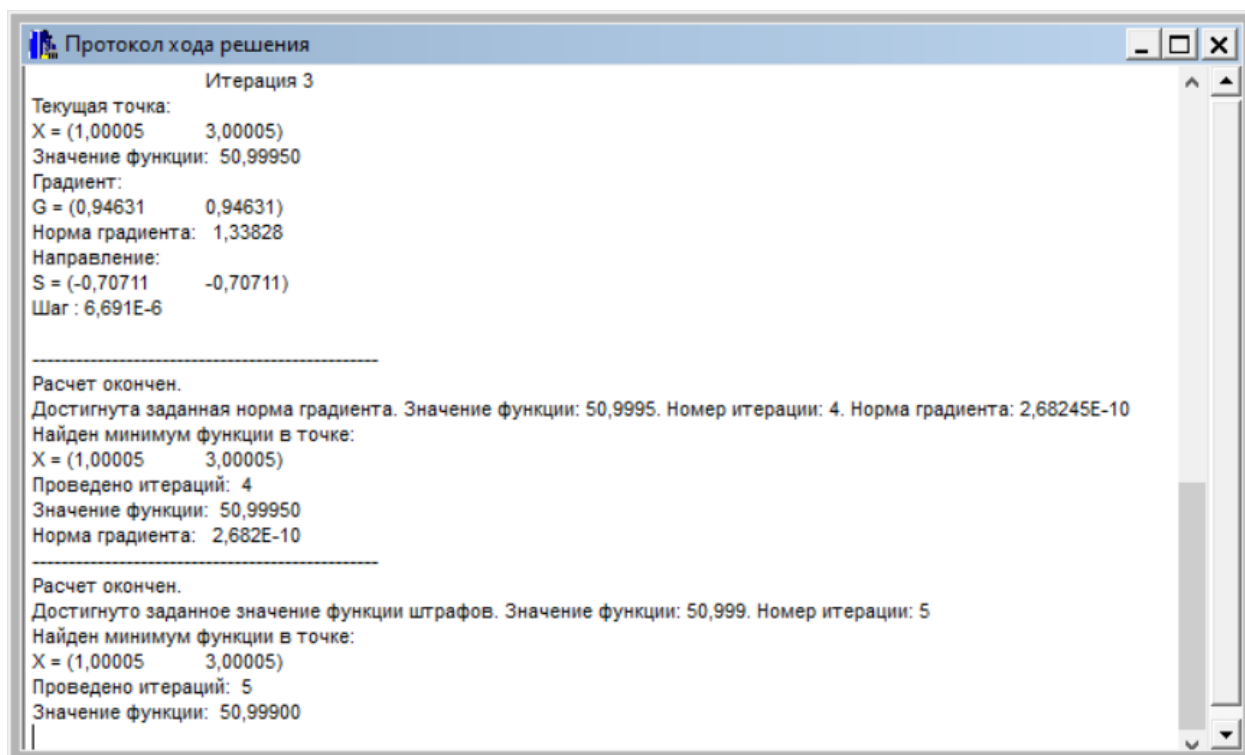 Протокол хода решения
Итерация 3
Текущая точка:
X = (1,00005 3,00005)
Значение функции: 50,99950
Градиент:
G = (0,94631 0,94631)
Норма градиента: 1,33828
Направление:
S = (-0,70711 -0,70711)
Шаг : 6,691E-6
------------------------------------------------
Расчет окончен.
Достигнута заданная норма градиента. Значение функции: 50,9995. Номер итерации: 4. Норма градиента: 2,68245E-10
Найден минимум функции в точке:
X = (1,00005 3,00005)
Проведено итераций: 4
Значение функции: 50,99950
Норма градиента: 2,682E-10
------------------------------------------------
Расчет окончен.
Достигнуто заданное значение функции штрафов. Значение функции: 50,999. Номер итерации: 5
Найден минимум функции в точке:
X = (1,00005 3,00005)
Проведено итераций: 5
Значение функции: 50,99900